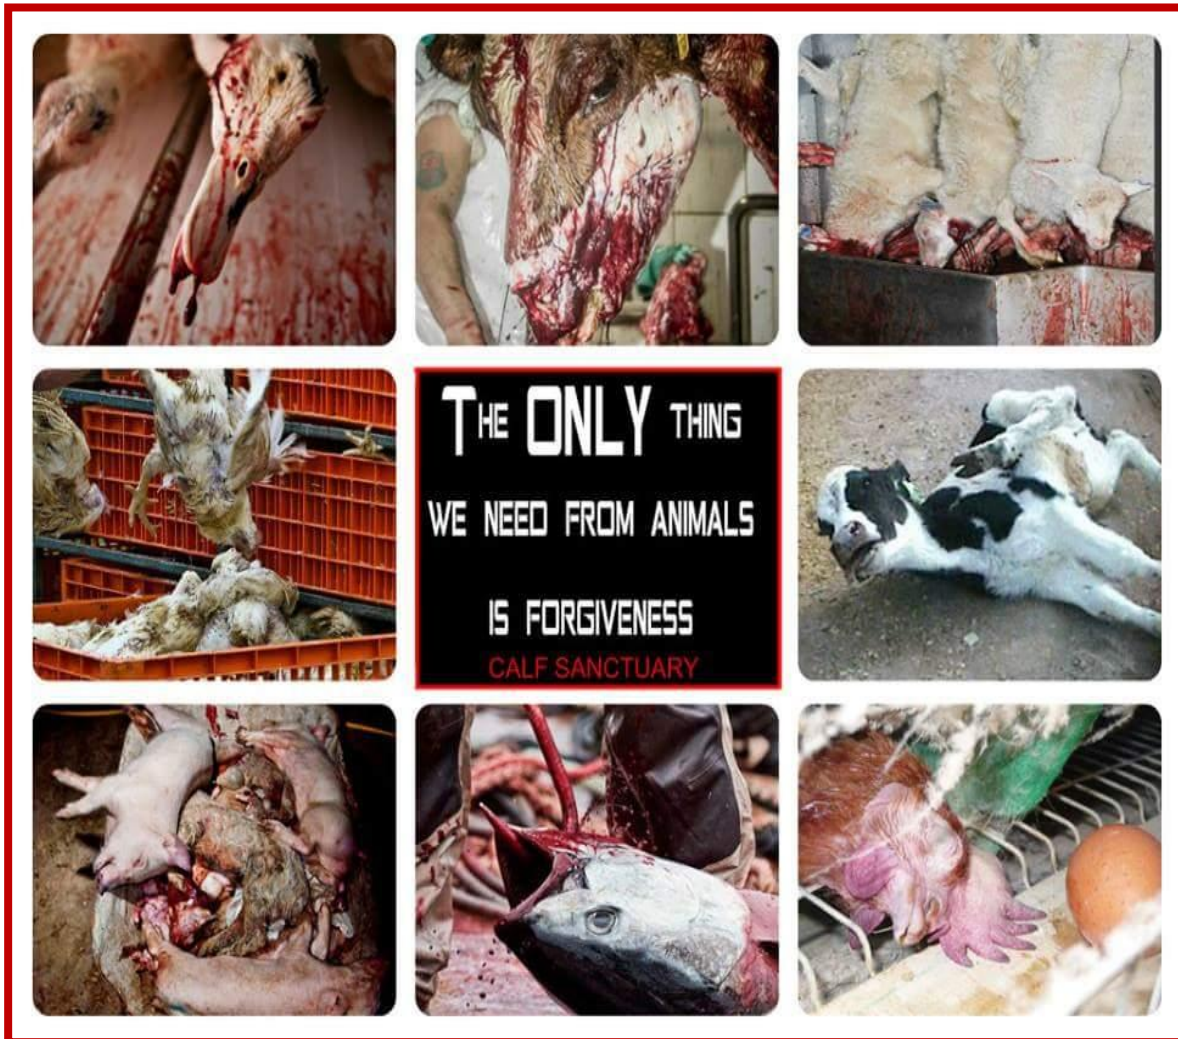 The ONLY thing
we need from animals
is forgiveness
CALF SANCTUARY